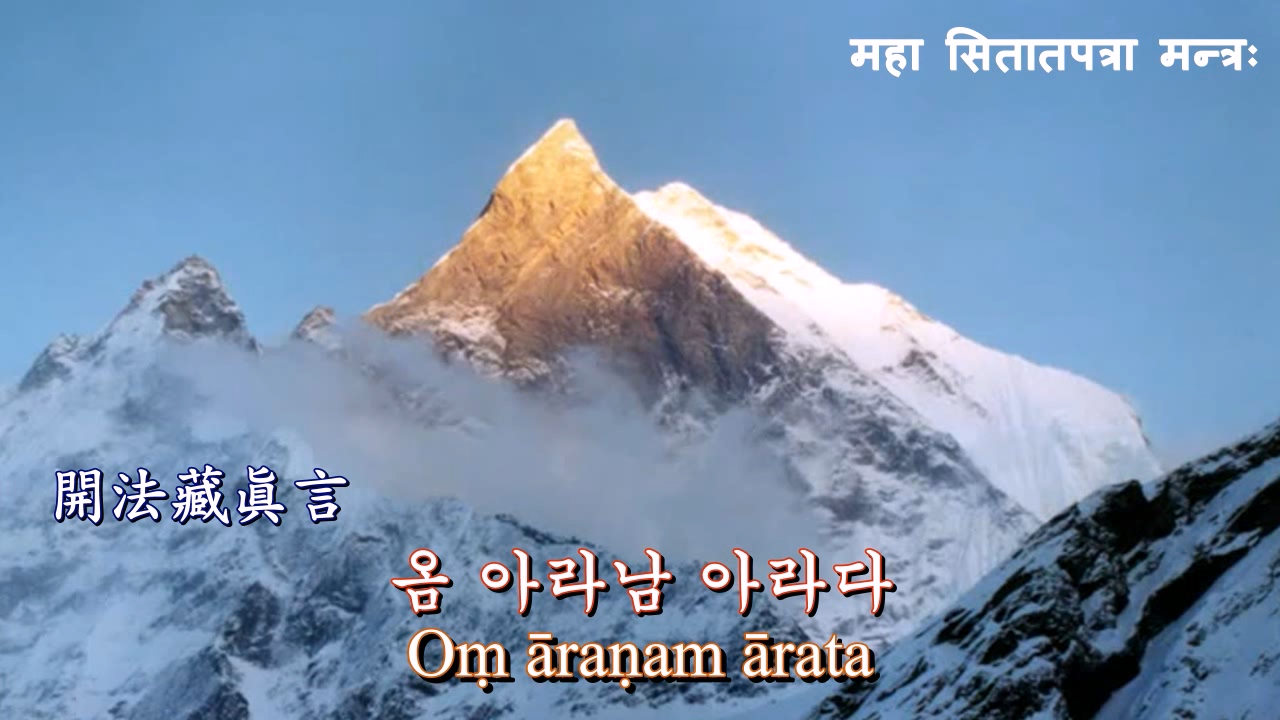 महा सितातपत्रा मन्त्रः
開法藏眞言
옴 아라남 아라다
Oṃ āraṇam ārata